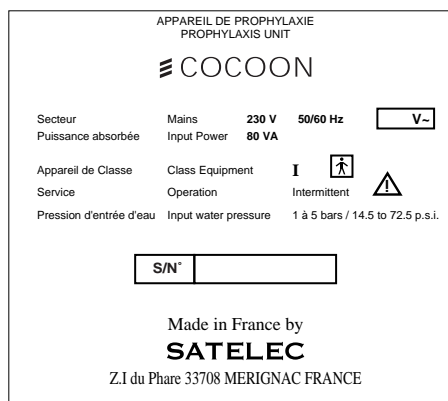 APPAREIL DE PROPHYLAXIE
PROPHYLAXIS UNIT
COCOON
Secteur Mains 230 V 50/60 Hz V~
Puissance absorbée Input Power 80 VA
Appareil de Classe Class Equipment I
Service Operation Intermittent
Pression d'entrée d'eau Input water pressure 1 à 5 bars / 14.5 to 72.5 p.s.i.
S/N°
Made in France by
SATELEC
Z.I du Phare 33708 MERIGNAC FRANCE